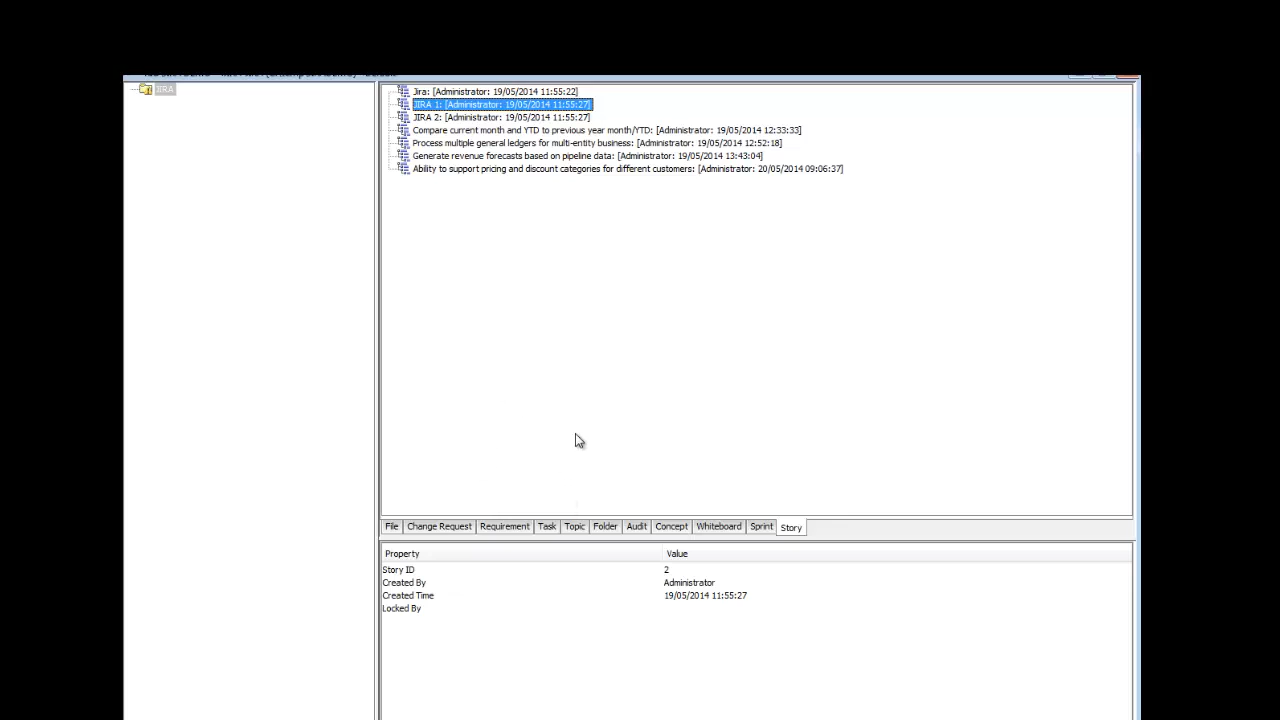 JIRA
Jira: [Administrator: 19/05/2014 11:55:22]
JIRA 1: [Administrator: 19/05/2014 11:55:27]
JIRA 2: [Administrator: 19/05/2014 11:55:27]
Compare current month and YTD to previous year month/YTD: [Administrator: 19/05/2014 12:33:33]
Process multiple general ledgers for multi-entity business: [Administrator: 19/05/2014 12:52:18]
Generate revenue forecasts based on pipeline data: [Administrator: 19/05/2014 13:43:04]
Ability to support pricing and discount categories for different customers: [Administrator: 20/05/2014 09:06:37]
File Change Request Requirement Task Topic Folder Audit Concept Whiteboard Sprint Story
Property Value
Story ID 2
Created By Administrator
Created Time 19/05/2014 11:55:27
Locked By